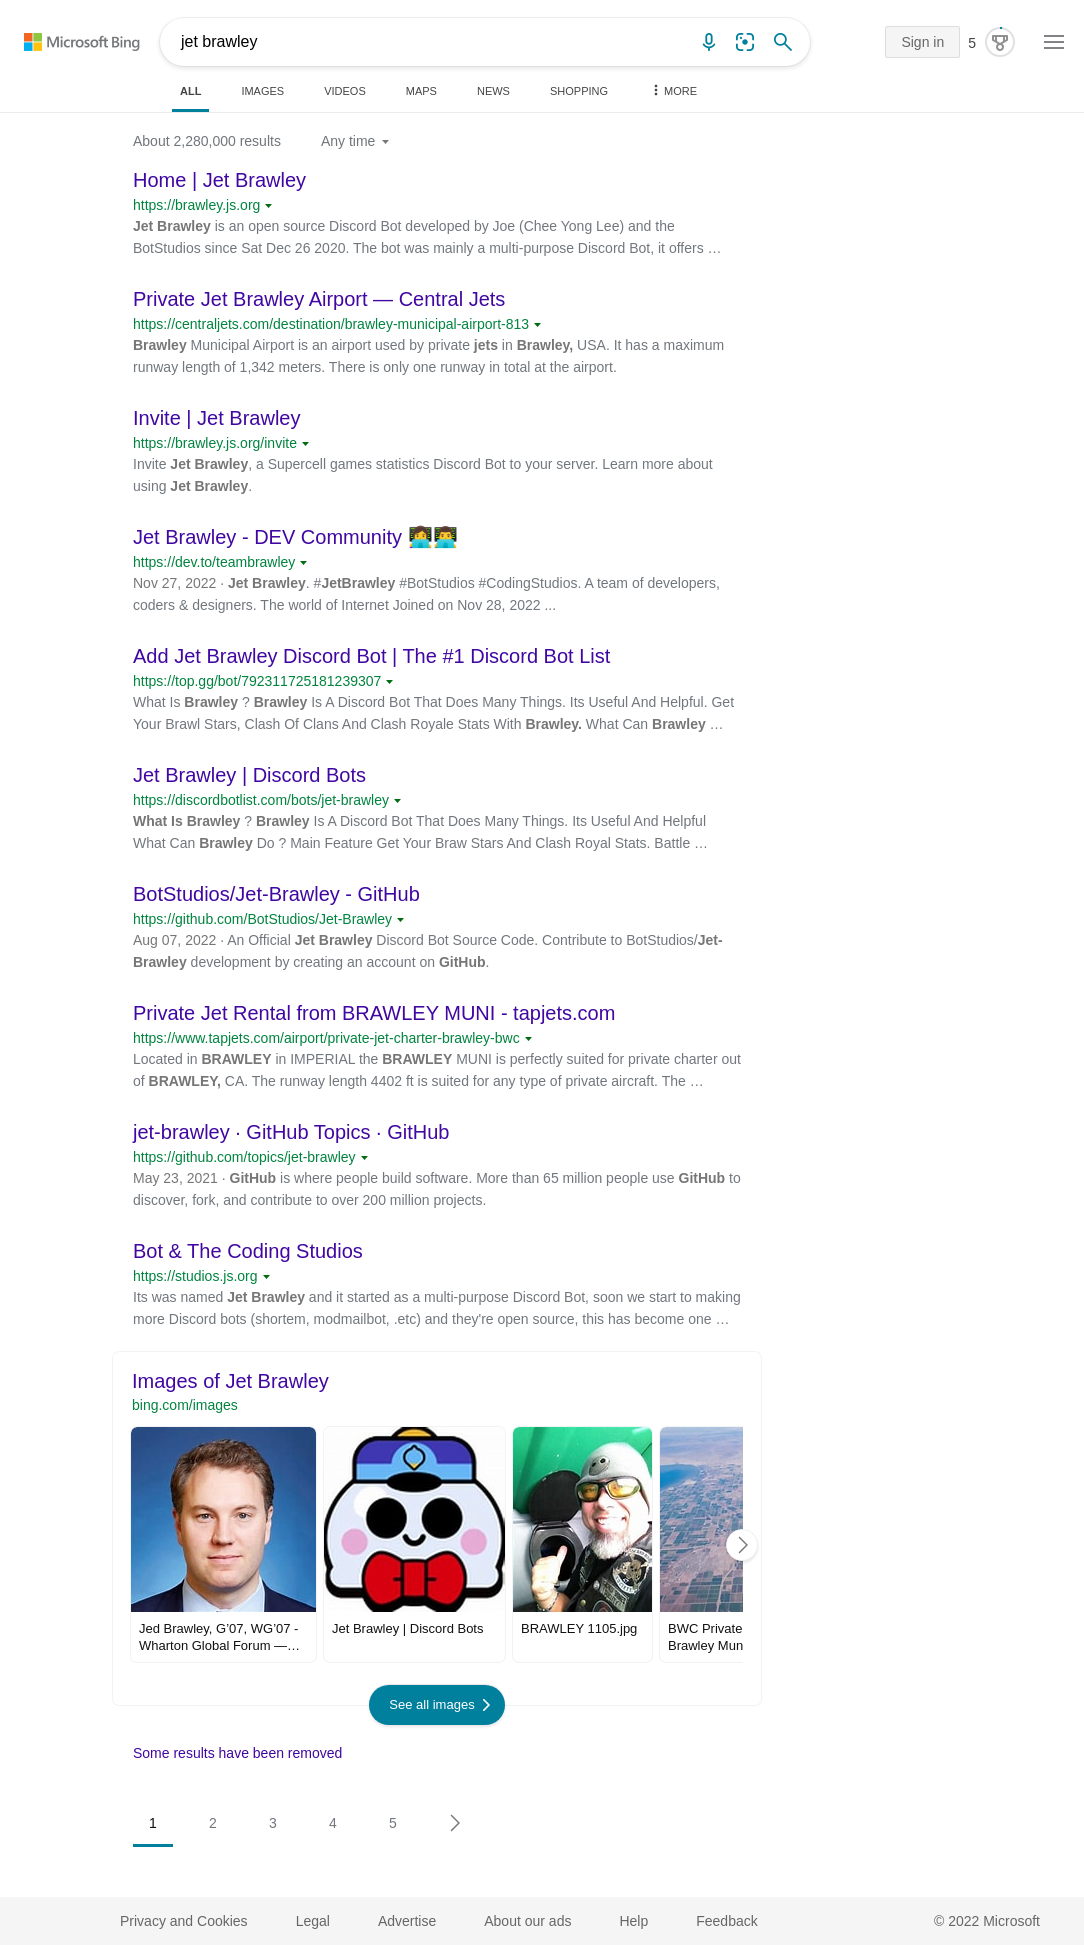 Microsoft Bing
jet brawley
Sign in
5
ALL
IMAGES
VIDEOS
MAPS
NEWS
SHOPPING
MORE
About 2,280,000 results
Any time
Home | Jet Brawley
https://brawley.js.org
Jet Brawley is an open source Discord Bot developed by Joe (Chee Yong Lee) and the
BotStudios since Sat Dec 26 2020. The bot was mainly a multi-purpose Discord Bot, it offers …
Private Jet Brawley Airport — Central Jets
https://centraljets.com/destination/brawley-municipal-airport-813
Brawley Municipal Airport is an airport used by private jets in Brawley, USA. It has a maximum
runway length of 1,342 meters. There is only one runway in total at the airport.
Invite | Jet Brawley
https://brawley.js.org/invite
Invite Jet Brawley, a Supercell games statistics Discord Bot to your server. Learn more about
using Jet Brawley.
Jet Brawley - DEV Community 👩‍💻👨‍💻
https://dev.to/teambrawley
Nov 27, 2022 · Jet Brawley. #JetBrawley #BotStudios #CodingStudios. A team of developers,
coders & designers. The world of Internet Joined on Nov 28, 2022 ...
Add Jet Brawley Discord Bot | The #1 Discord Bot List
https://top.gg/bot/792311725181239307
What Is Brawley ? Brawley Is A Discord Bot That Does Many Things. Its Useful And Helpful. Get
Your Brawl Stars, Clash Of Clans And Clash Royale Stats With Brawley. What Can Brawley …
Jet Brawley | Discord Bots
https://discordbotlist.com/bots/jet-brawley
What Is Brawley ? Brawley Is A Discord Bot That Does Many Things. Its Useful And Helpful
What Can Brawley Do ? Main Feature Get Your Braw Stars And Clash Royal Stats. Battle …
BotStudios/Jet-Brawley - GitHub
https://github.com/BotStudios/Jet-Brawley
Aug 07, 2022 · An Official Jet Brawley Discord Bot Source Code. Contribute to BotStudios/Jet-
Brawley development by creating an account on GitHub.
Private Jet Rental from BRAWLEY MUNI - tapjets.com
https://www.tapjets.com/airport/private-jet-charter-brawley-bwc
Located in BRAWLEY in IMPERIAL the BRAWLEY MUNI is perfectly suited for private charter out
of BRAWLEY, CA. The runway length 4402 ft is suited for any type of private aircraft. The …
jet-brawley · GitHub Topics · GitHub
https://github.com/topics/jet-brawley
May 23, 2021 · GitHub is where people build software. More than 65 million people use GitHub to
discover, fork, and contribute to over 200 million projects.
Bot & The Coding Studios
https://studios.js.org
Its was named Jet Brawley and it started as a multi-purpose Discord Bot, soon we start to making
more Discord bots (shortem, modmailbot, .etc) and they're open source, this has become one …
Images of Jet Brawley
bing.com/images
Jed Brawley, G'07, WG'07 -
Wharton Global Forum —…
Jet Brawley | Discord Bots
BRAWLEY 1105.jpg
BWC Private
Brawley Mun
See all images
Some results have been removed
1
2
3
4
5
Privacy and Cookies
Legal
Advertise
About our ads
Help
Feedback
© 2022 Microsoft